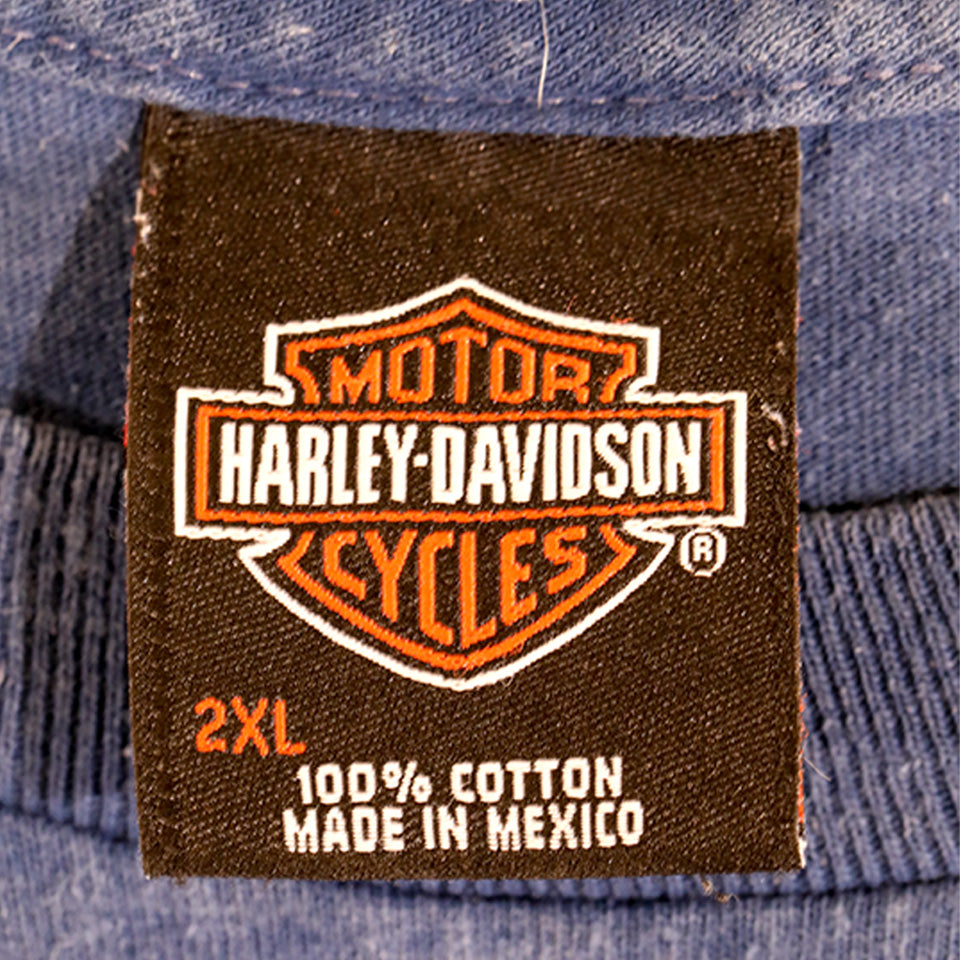 MOTOR
HARLEY-DAVIDSON
CYCLES
®
2XL
100% COTTON
MADE IN MEXICO